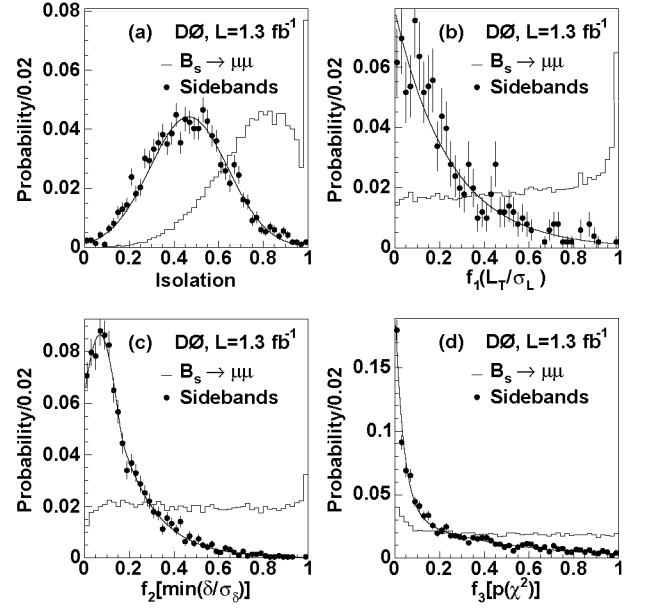 Probability/0.02
0.08
0.06
0.04
0.02
0
(a) DØ, L=1.3 fb⁻¹
Bₛ → μμ
Sidebands
0 0.2 0.4 0.6 0.8 1
Isolation
Probability/0.02
0.08
0.06
0.04
0.02
0
(b) DØ, L=1.3 fb⁻¹
Bₛ → μμ
Sidebands
0 0.2 0.4 0.6 0.8 1
f₁(L_T/σ_L)
Probability/0.02
0.08
0.06
0.04
0.02
0
(c) DØ, L=1.3 fb⁻¹
Bₛ → μμ
Sidebands
0 0.2 0.4 0.6 0.8 1
f₂[min(δ/σ_δ)]
Probability/0.02
0.15
0.1
0.05
0
(d) DØ, L=1.3 fb⁻¹
Bₛ → μμ
Sidebands
0 0.2 0.4 0.6 0.8 1
f₃[p(χ²)]